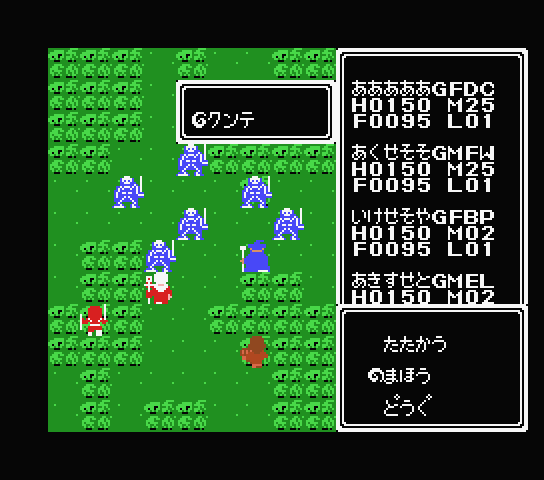 クンテ
あああああGFDC
H0150 M25
F0095 L01
あくせそそGMFW
H0150 M25
F0095 L01
いけせそやGFBP
H0150 M02
F0095 L01
あきすせとGMEL
H0150 M02
たたかう
まほう
どうぐ